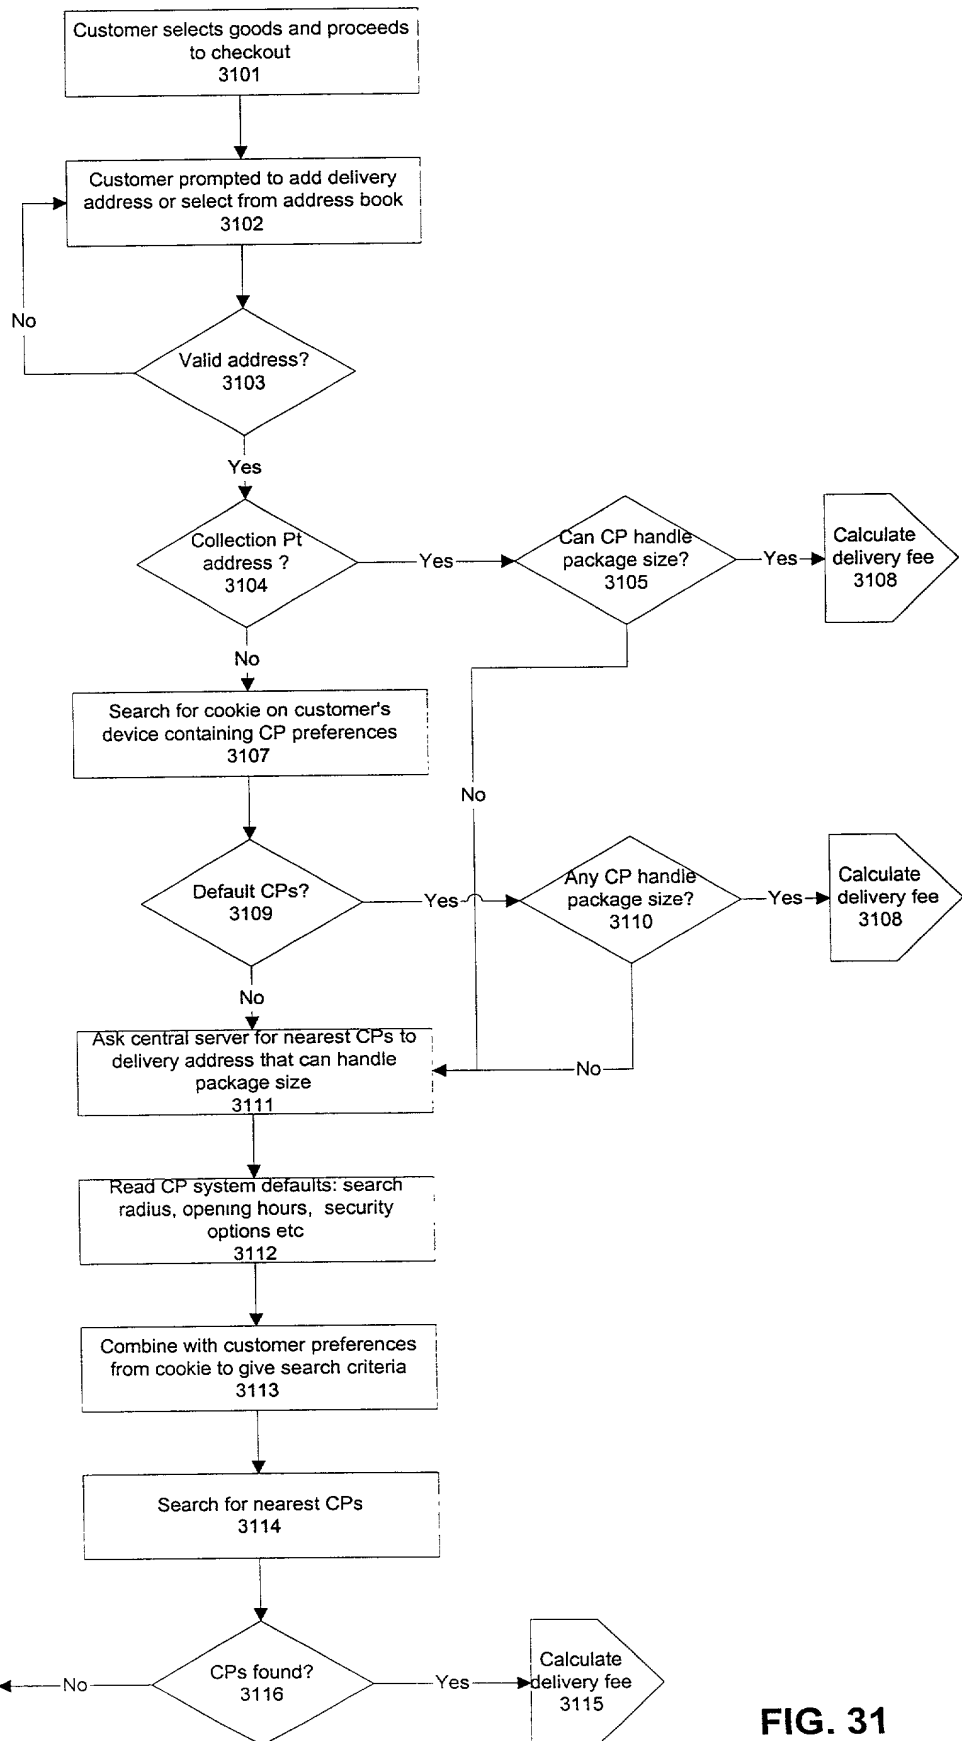 Customer selects goods and proceeds
to checkout
3101
Customer prompted to add delivery
address or select from address book
3102
No
Valid address?
3103
Yes
Collection Pt
address ?
3104
Yes
Can CP handle
package size?
3105
Yes
Calculate
delivery fee
3108
No
Search for cookie on customer's
device containing CP preferences
3107
No
Default CPs?
3109
Yes
Any CP handle
package size?
3110
Yes
Calculate
delivery fee
3108
No
Ask central server for nearest CPs to
delivery address that can handle
package size
3111
No
Read CP system defaults: search
radius, opening hours, security
options etc
3112
Combine with customer preferences
from cookie to give search criteria
3113
Search for nearest CPs
3114
No
CPs found?
3116
Yes
Calculate
delivery fee
3115
FIG. 31